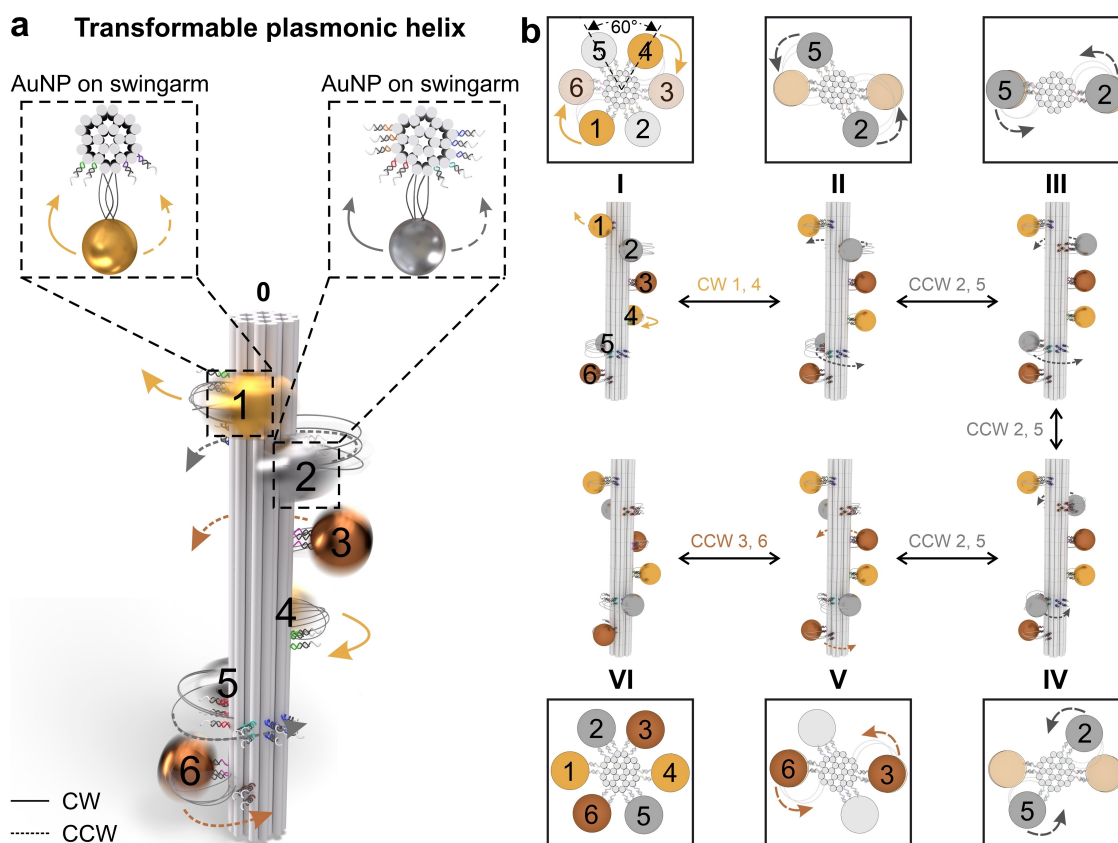 a Transformable plasmonic helix
AuNP on swingarm
AuNP on swingarm
0
1
2
3
4
5
6
CW
CCW
b
60°
5 4
6 3
1 2
5
2
5 2
I II III
1
2
3
4
5
6
CW 1, 4
CCW 2, 5
CCW 2, 5
CCW 3, 6
CCW 2, 5
VI V IV
2 3
1 4
6 5
6 3
2
5